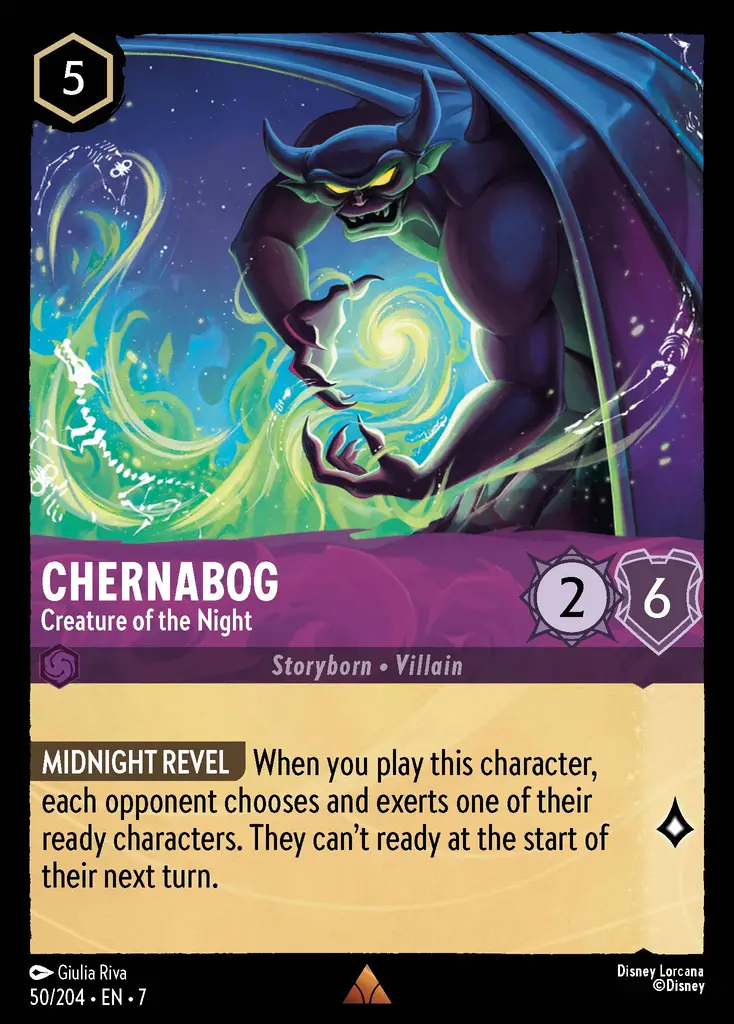 5
CHERNABOG
Creature of the Night
2
6
Storyborn • Villain
MIDNIGHT REVEL When you play this character,
each opponent chooses and exerts one of their
ready characters. They can't ready at the start of
their next turn.
Giulia Riva
50/204 • EN • 7
Disney Lorcana
©Disney